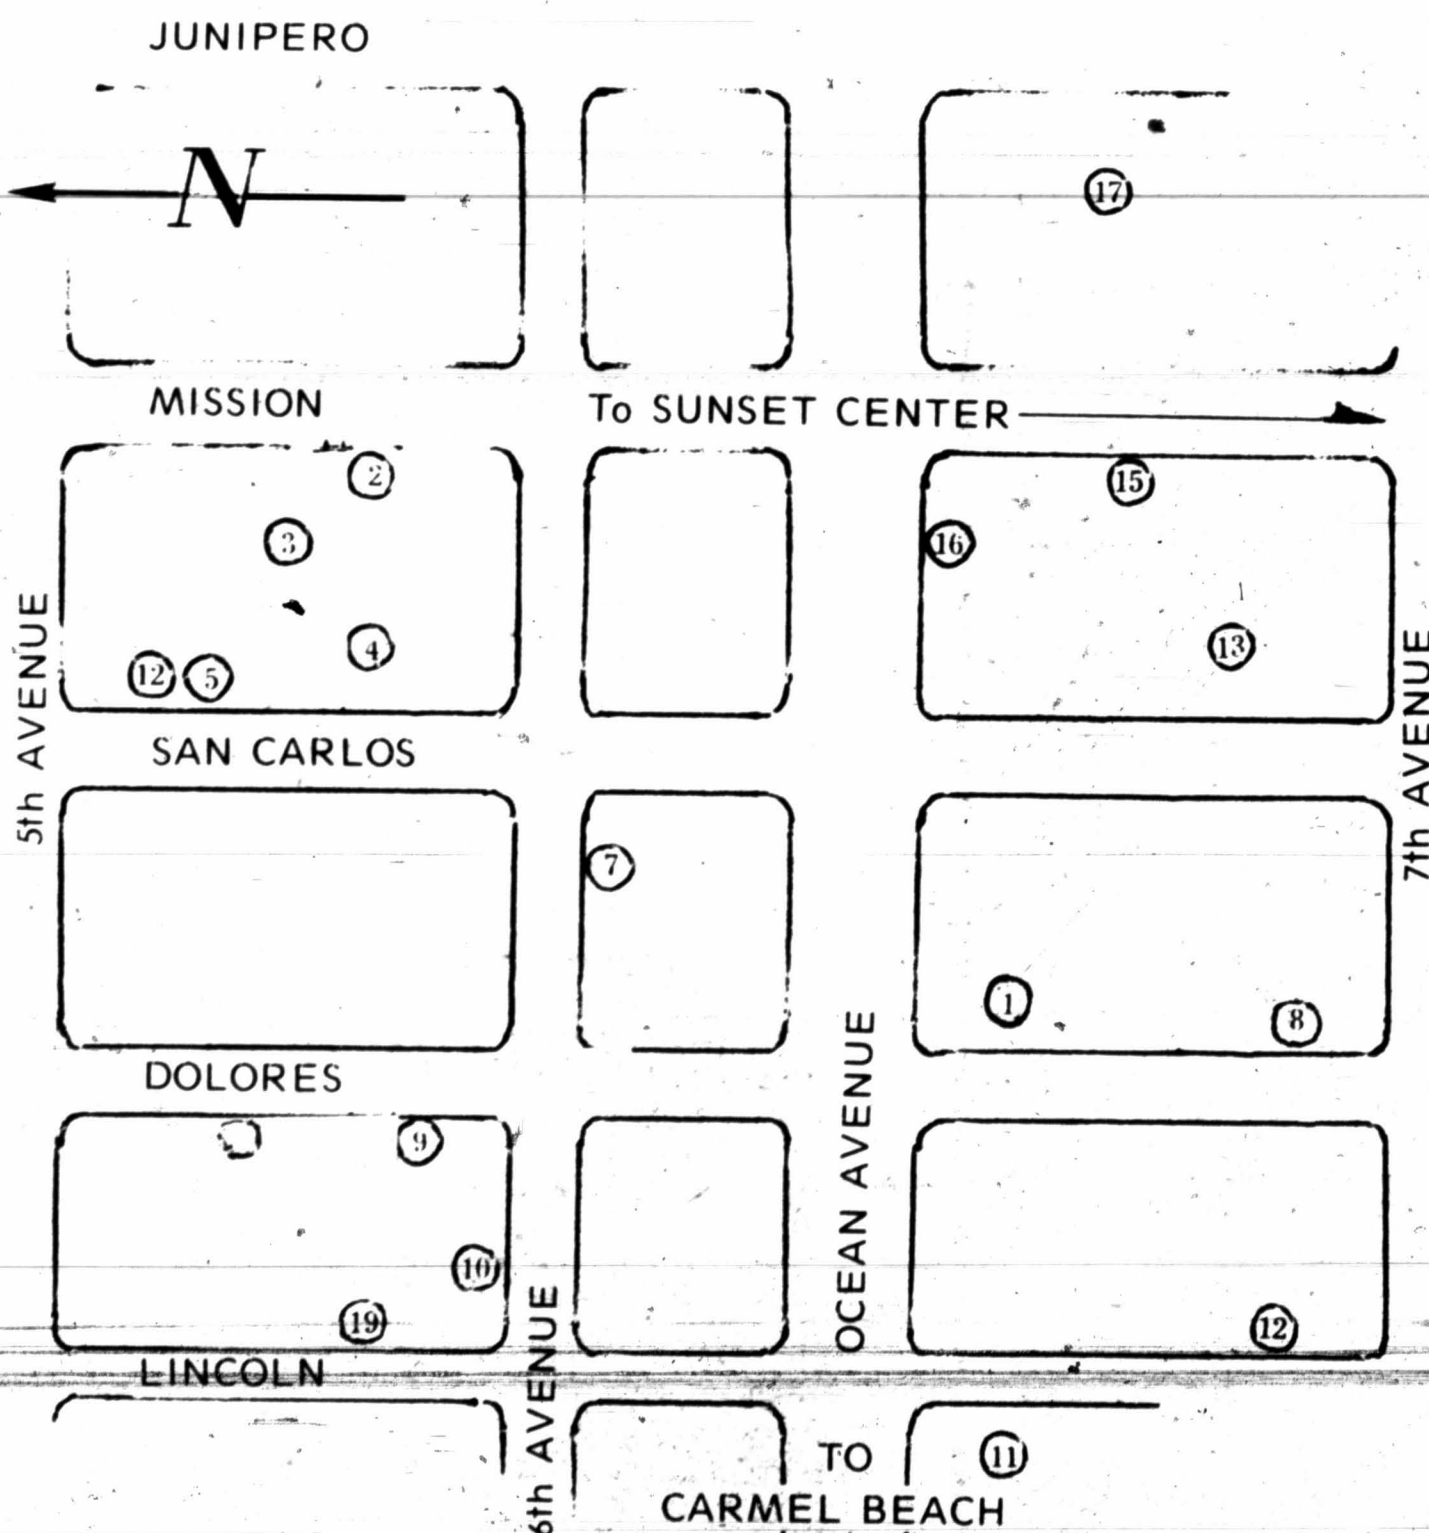 JUNIPERO
N
17
MISSION
To SUNSET CENTER
2
15
3
16
4
13
12
5
5th AVENUE
7th AVENUE
SAN CARLOS
7
1
8
DOLORES
9
10
19
12
OCEAN AVENUE
6th AVENUE
LINCOLN
TO
11
CARMEL BEACH